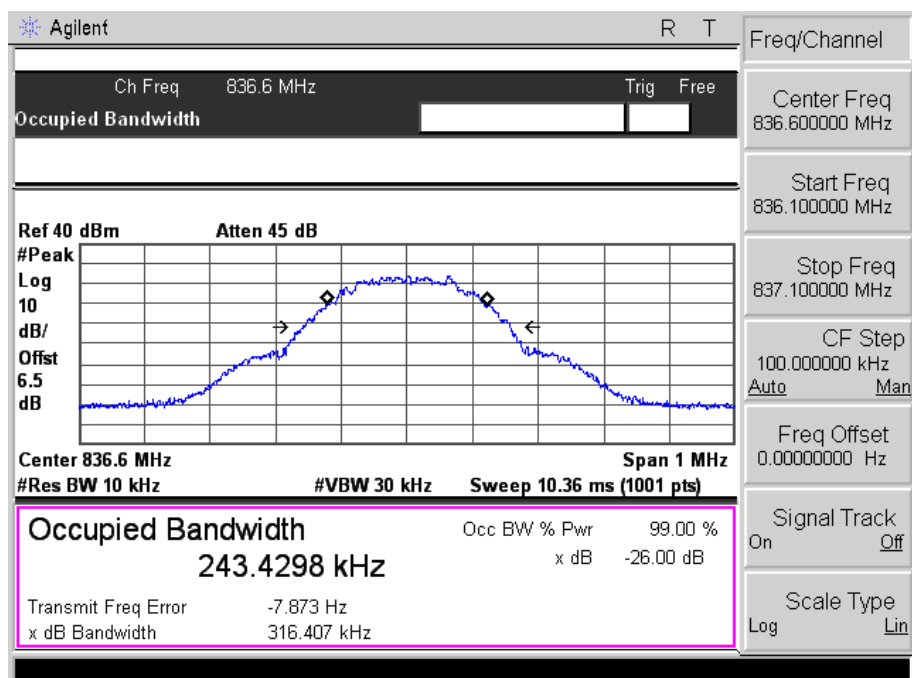 Agilent R T
Freq/Channel
Ch Freq 836.6 MHz Trig Free
Occupied Bandwidth
Center Freq
836.600000 MHz
Start Freq
836.100000 MHz
Stop Freq
837.100000 MHz
CF Step
100.000000 kHz
Auto Man
Freq Offset
0.00000000 Hz
Signal Track
On Off
Scale Type
Log Lin
Ref 40 dBm Atten 45 dB
#Peak
Log
10
dB/
Offst
6.5
dB
Center 836.6 MHz Span 1 MHz
#Res BW 10 kHz #VBW 30 kHz Sweep 10.36 ms (1001 pts)
Occupied Bandwidth Occ BW % Pwr 99.00 %
243.4298 kHz x dB -26.00 dB
Transmit Freq Error -7.873 Hz
x dB Bandwidth 316.407 kHz